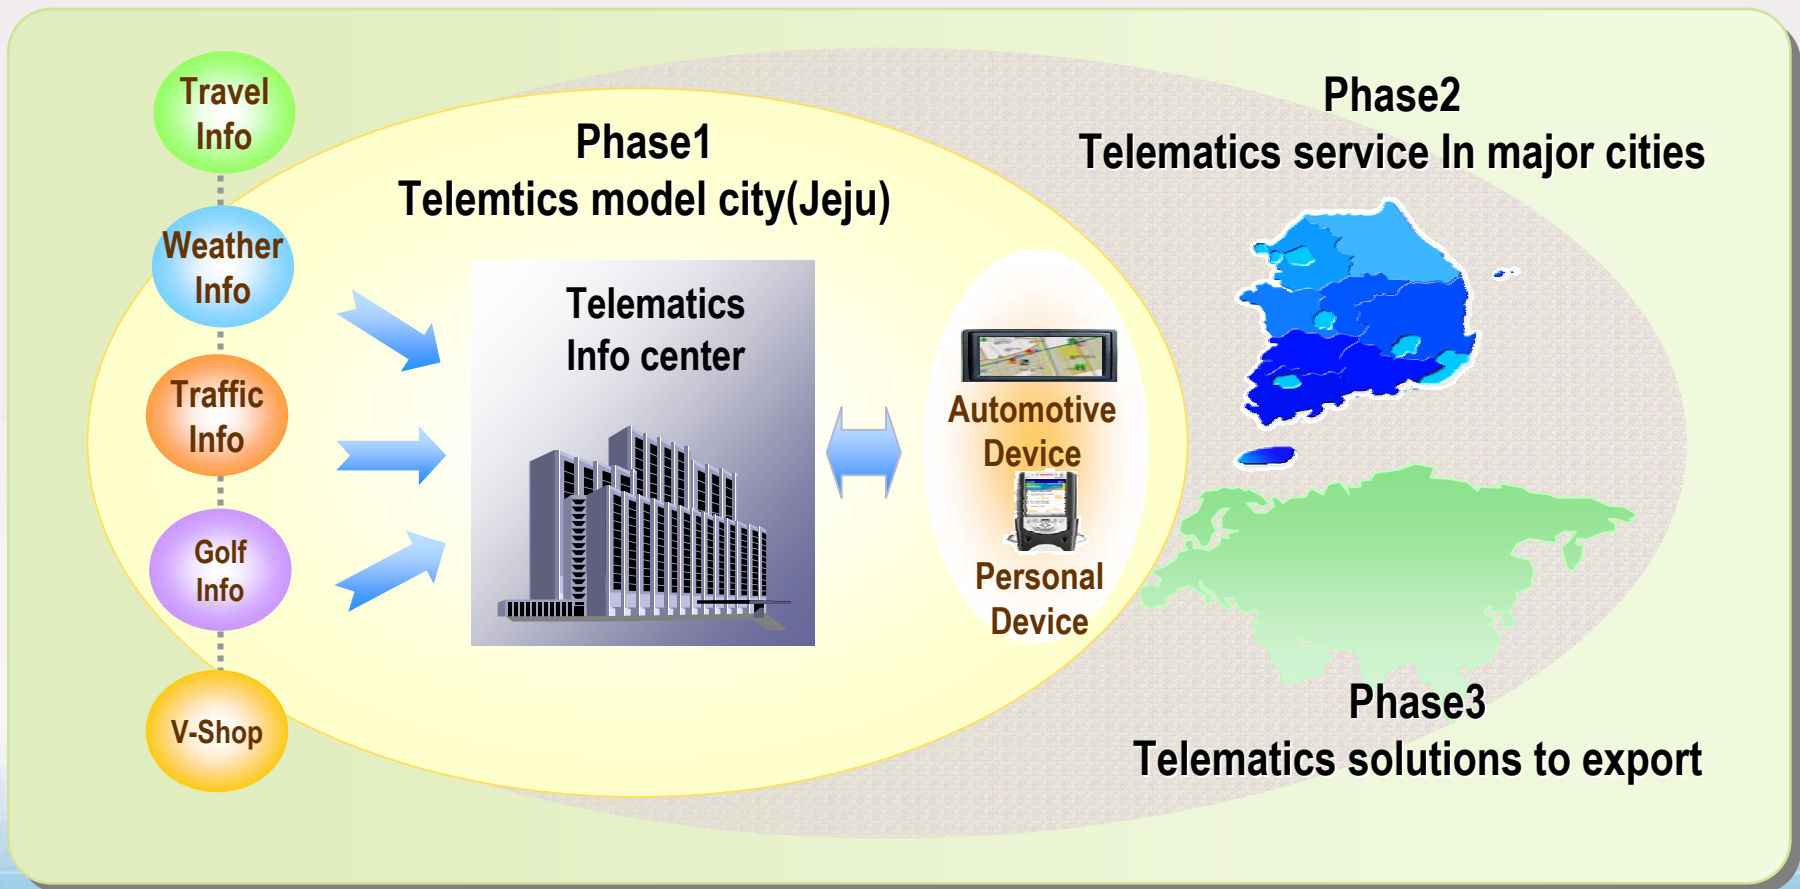 Travel
Info
Weather
Info
Traffic
Info
Golf
Info
V-Shop
Phase1
Telemtics model city(Jeju)
Telematics
Info center
Automotive
Device
Personal
Device
Phase2
Telematics service In major cities
Phase3
Telematics solutions to export